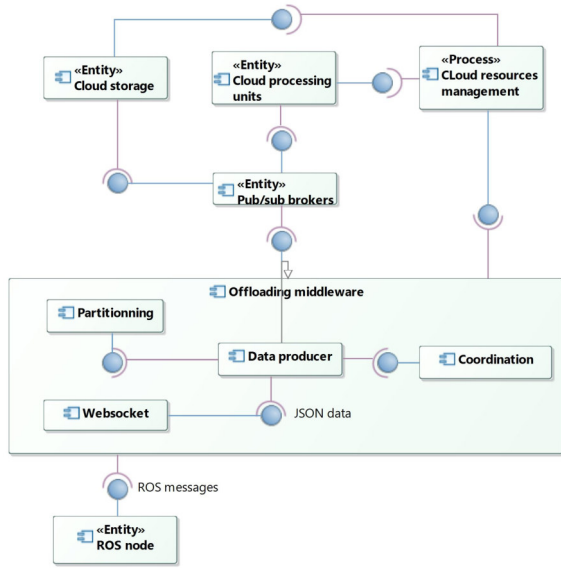 «Entity»
Cloud storage
«Entity»
Cloud processing
units
«Process»
CLoud resources
management
«Entity»
Pub/sub brokers
Offloading middleware
Partitionning
Data producer
Coordination
Websocket
JSON data
ROS messages
«Entity»
ROS node